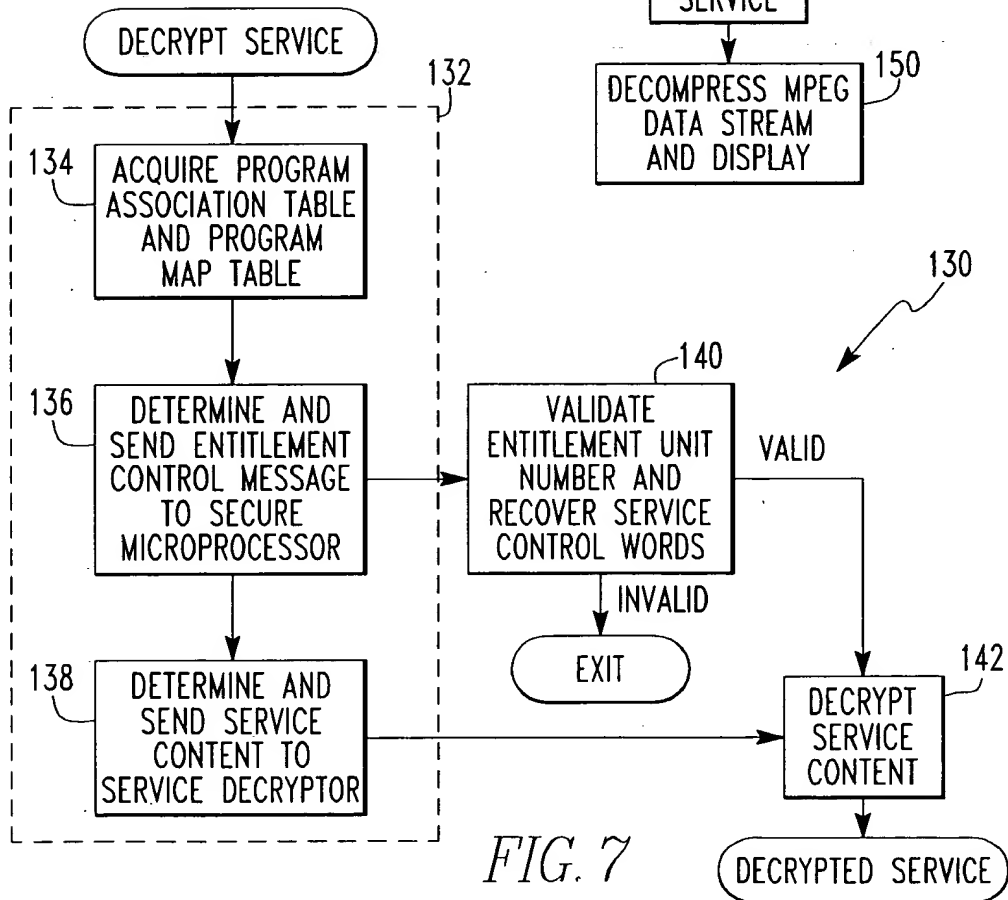 SERVICE
DECRYPT SERVICE
132
150
DECOMPRESS MPEG
DATA STREAM
AND DISPLAY
134
ACQUIRE PROGRAM
ASSOCIATION TABLE
AND PROGRAM
MAP TABLE
130
136
DETERMINE AND
SEND ENTITLEMENT
CONTROL MESSAGE
TO SECURE
MICROPROCESSOR
140
VALIDATE
ENTITLEMENT UNIT
NUMBER AND
RECOVER SERVICE
CONTROL WORDS
VALID
INVALID
EXIT
138
DETERMINE AND
SEND SERVICE
CONTENT TO
SERVICE DECRYPTOR
142
DECRYPT
SERVICE
CONTENT
DECRYPTED SERVICE
FIG. 7